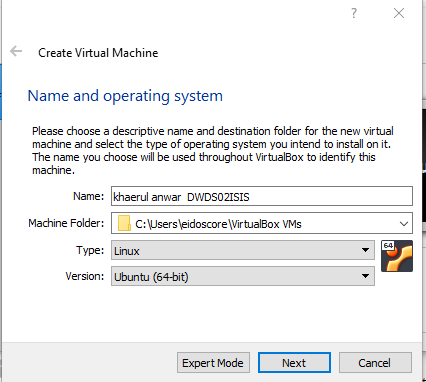 ?
Create Virtual Machine
Name and operating system
Please choose a descriptive name and destination folder for the new virtual
machine and select the type of operating system you intend to install on it.
The name you choose will be used throughout VirtualBox to identify this
machine.
Name: khaerul anwar DWDS02ISIS
Machine Folder: C:\Users\eidoscore\VirtualBox VMs
Type: Linux
64
Version: Ubuntu (64-bit)
Expert Mode Next Cancel